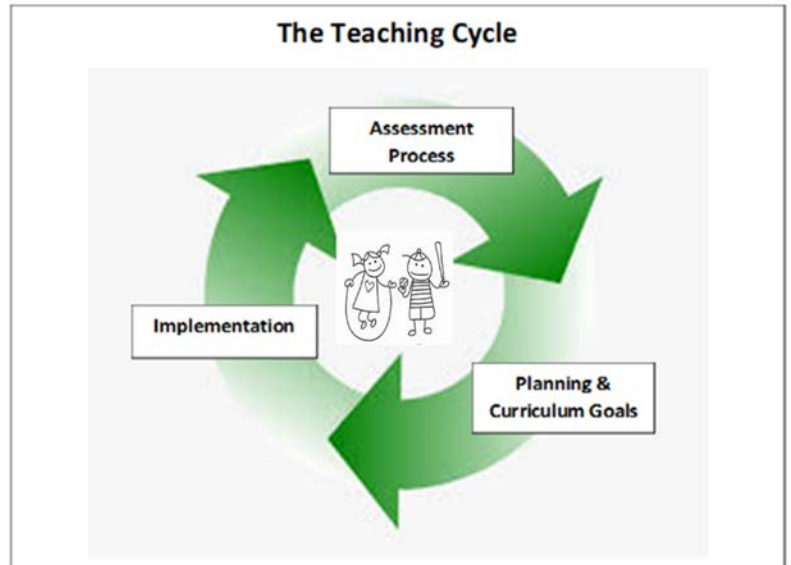 The Teaching Cycle
Assessment
Process
Implementation
Planning &
Curriculum Goals